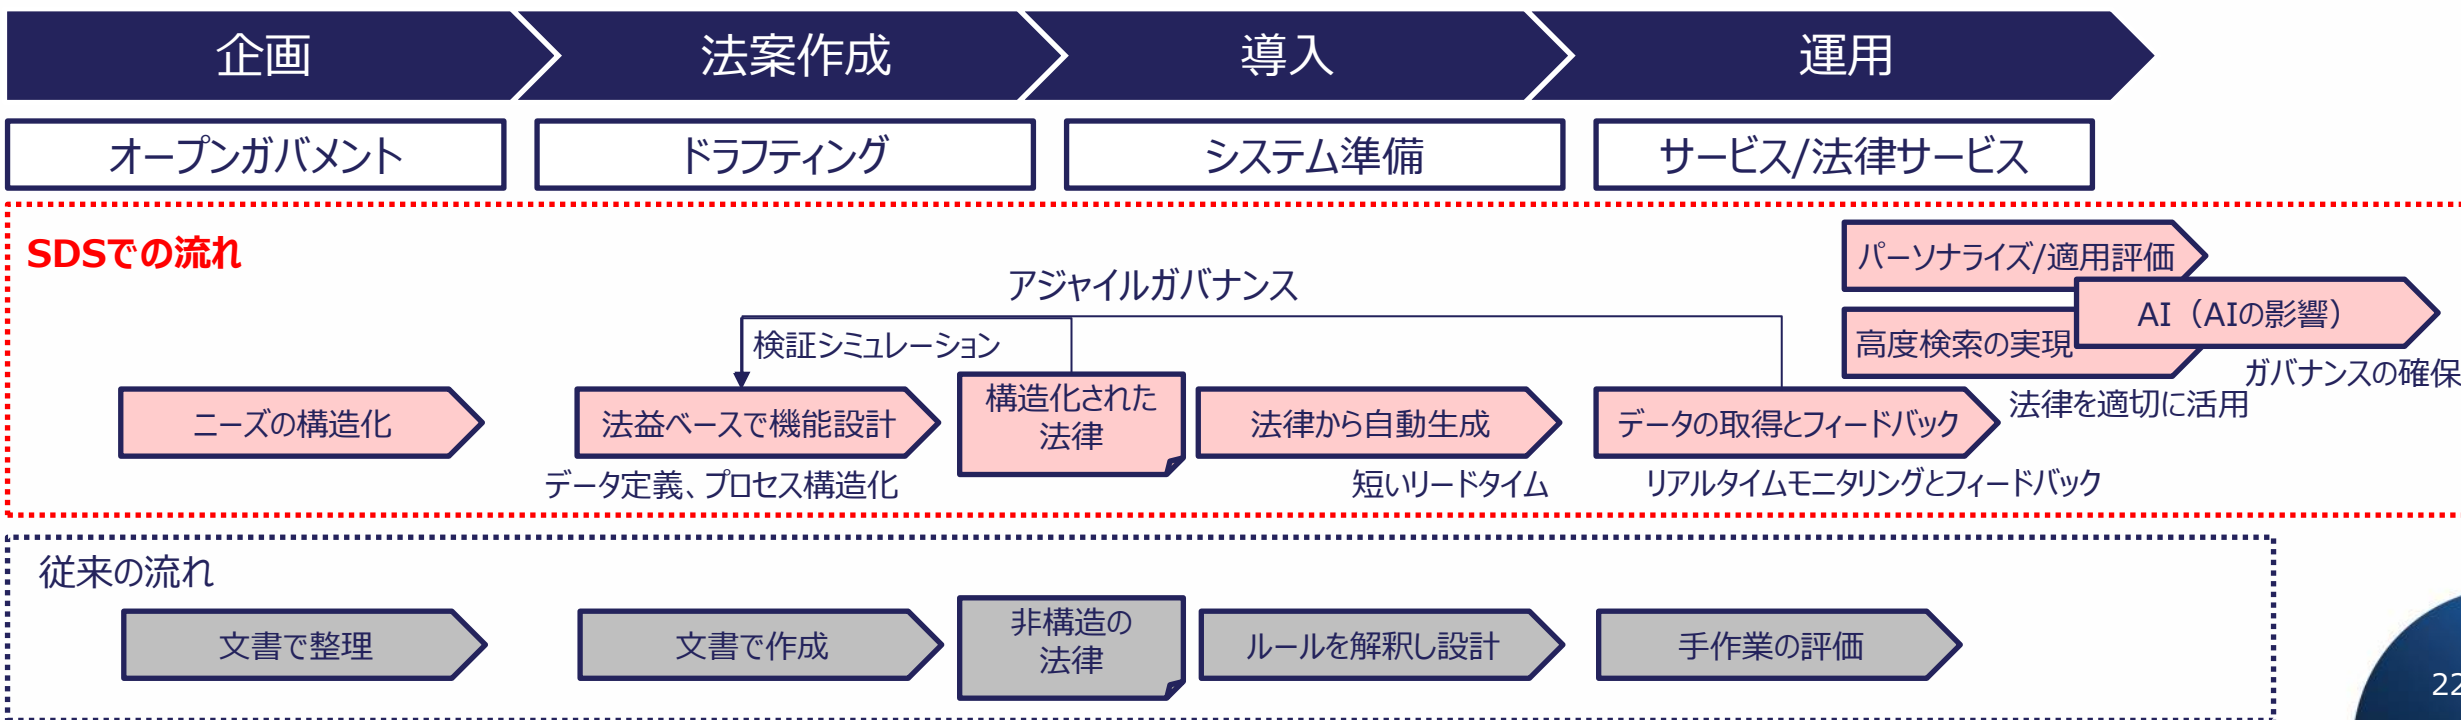 企画
法案作成
導入
運用
オープンガバメント
ドラフティング
システム準備
サービス/法律サービス
SDSでの流れ
パーソナライズ/適用評価
アジャイルガバナンス
AI（AIの影響）
検証シミュレーション
高度検索の実現
ガバナンスの確保
ニーズの構造化
法益ベースで機能設計
構造化された
法律
法律から自動生成
データの取得とフィードバック
法律を適切に活用
データ定義、プロセス構造化
短いリードタイム
リアルタイムモニタリングとフィードバック
従来の流れ
文書で整理
文書で作成
非構造の
法律
ルールを解釈し設計
手作業の評価
22